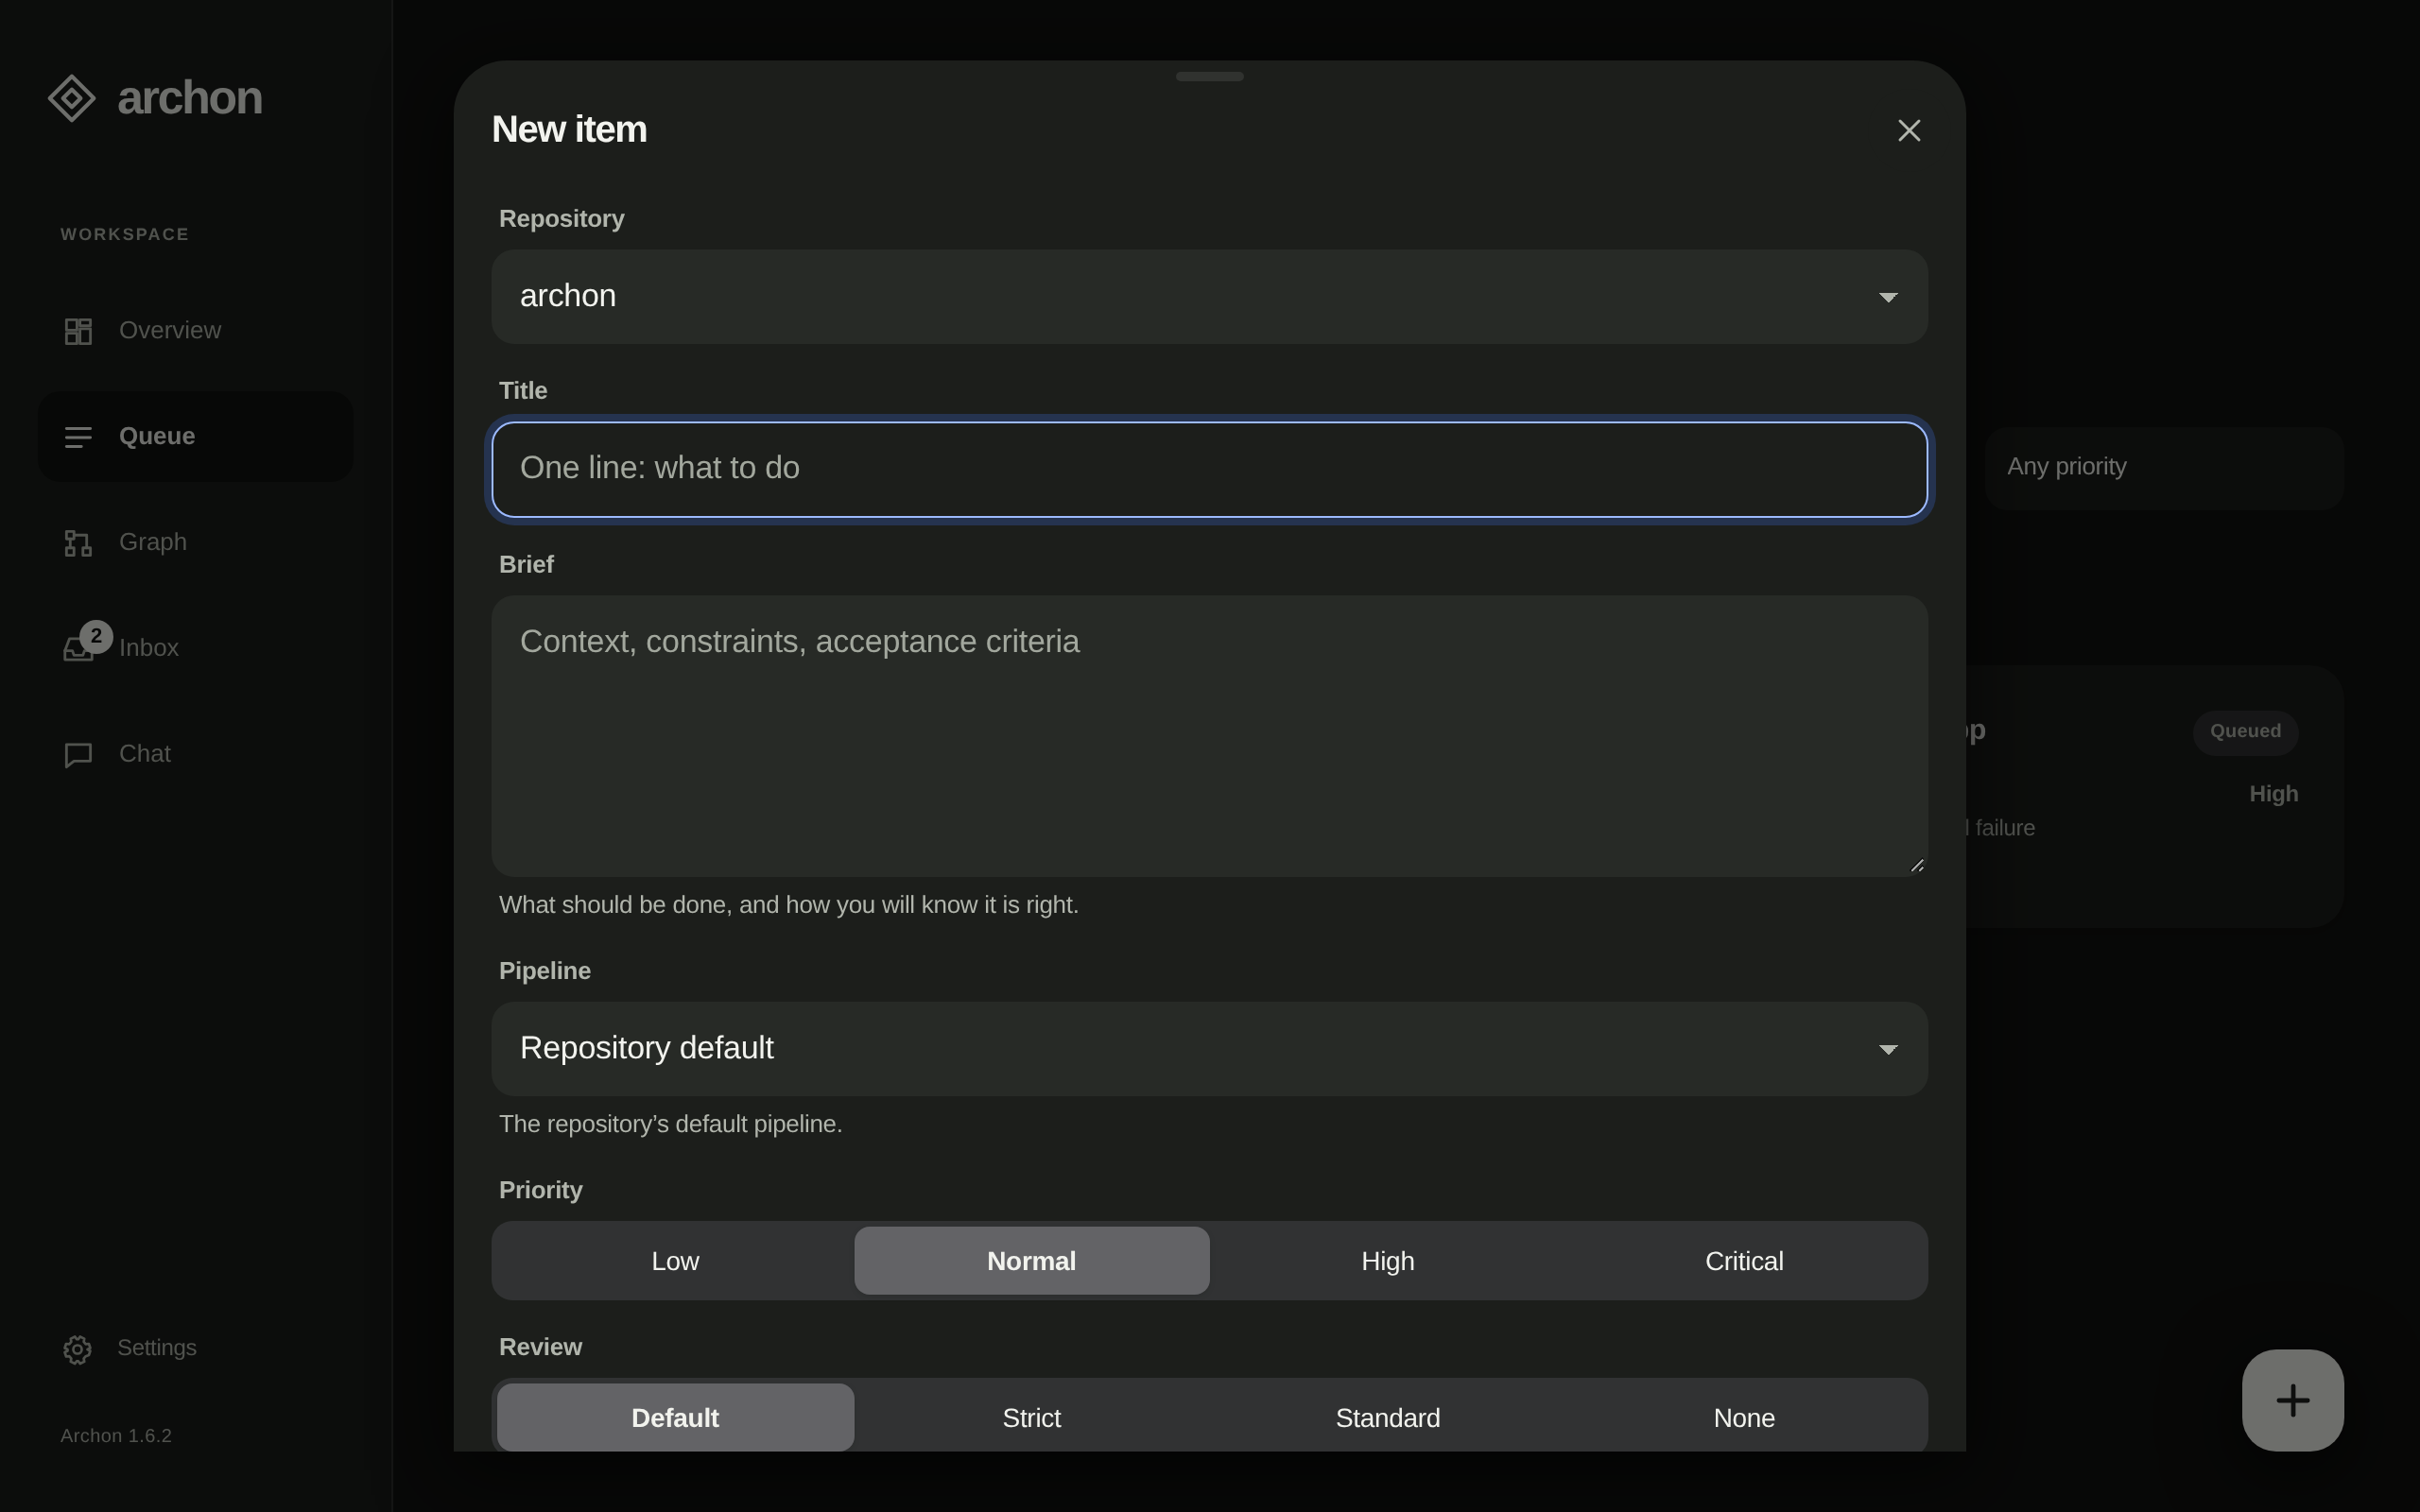 archon
WORKSPACE
Overview
Queue
Graph
2
Inbox
Chat
Settings
Archon 1.6.2
New item
Repository
archon
Title
One line: what to do
Brief
Context, constraints, acceptance criteria
What should be done, and how you will know it is right.
Pipeline
Repository default
The repository’s default pipeline.
Priority
Low Normal High Critical
Review
Default Strict Standard None
Any priority
Queued
High
failure